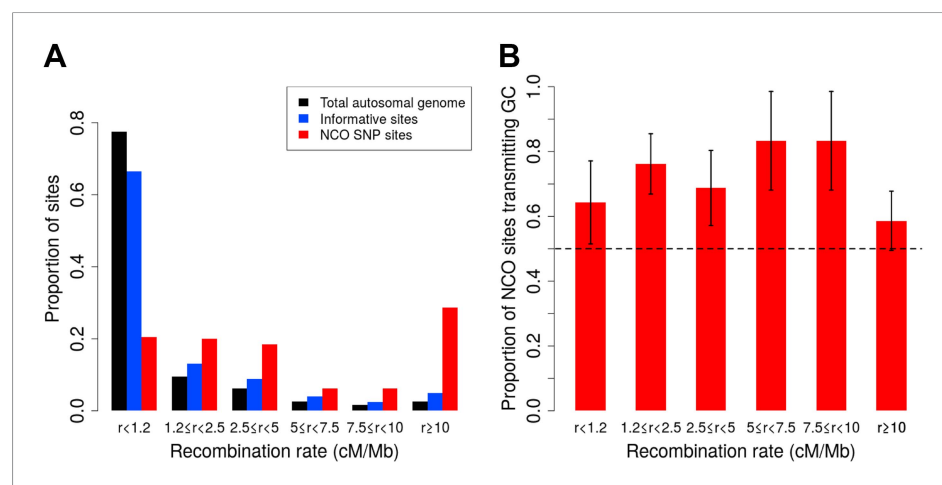 A
Total autosomal genome
Informative sites
NCO SNP sites
Proportion of sites
0.8
0.6
0.4
0.2
0.0
r<1.2 1.2≤r<2.5 2.5≤r<5 5≤r<7.5 7.5≤r<10 r≥10
Recombination rate (cM/Mb)
B
Proportion of NCO sites transmitting GC
1.0
0.8
0.6
0.4
0.2
0.0
r<1.2 1.2≤r<2.5 2.5≤r<5 5≤r<7.5 7.5≤r<10 r≥10
Recombination rate (cM/Mb)